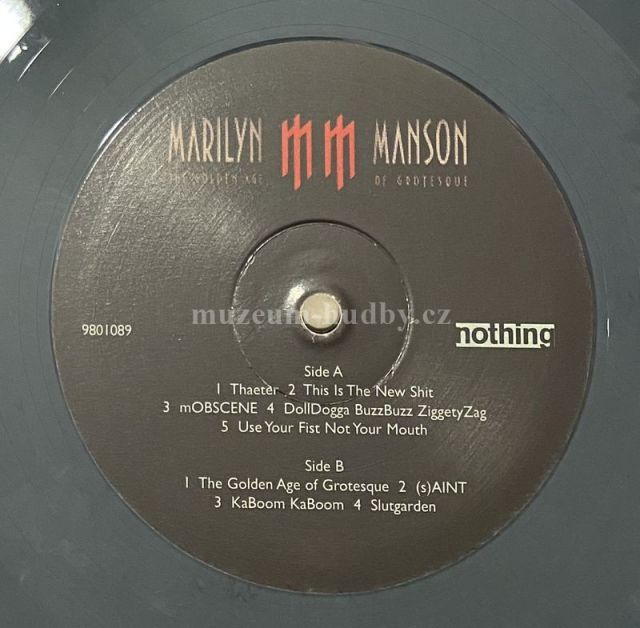 MARILYN MM MANSON
THE GOLDEN AGE OF GROTESQUE
muzeum-hudby.cz
9801089
nothing
Side A
1 Thaeter 2 This Is The New Shit
3 mOBSCENE 4 DollDogga BuzzBuzz ZiggetyZag
5 Use Your Fist Not Your Mouth
Side B
1 The Golden Age of Grotesque 2 (s)AINT
3 KaBoom KaBoom 4 Slutgarden